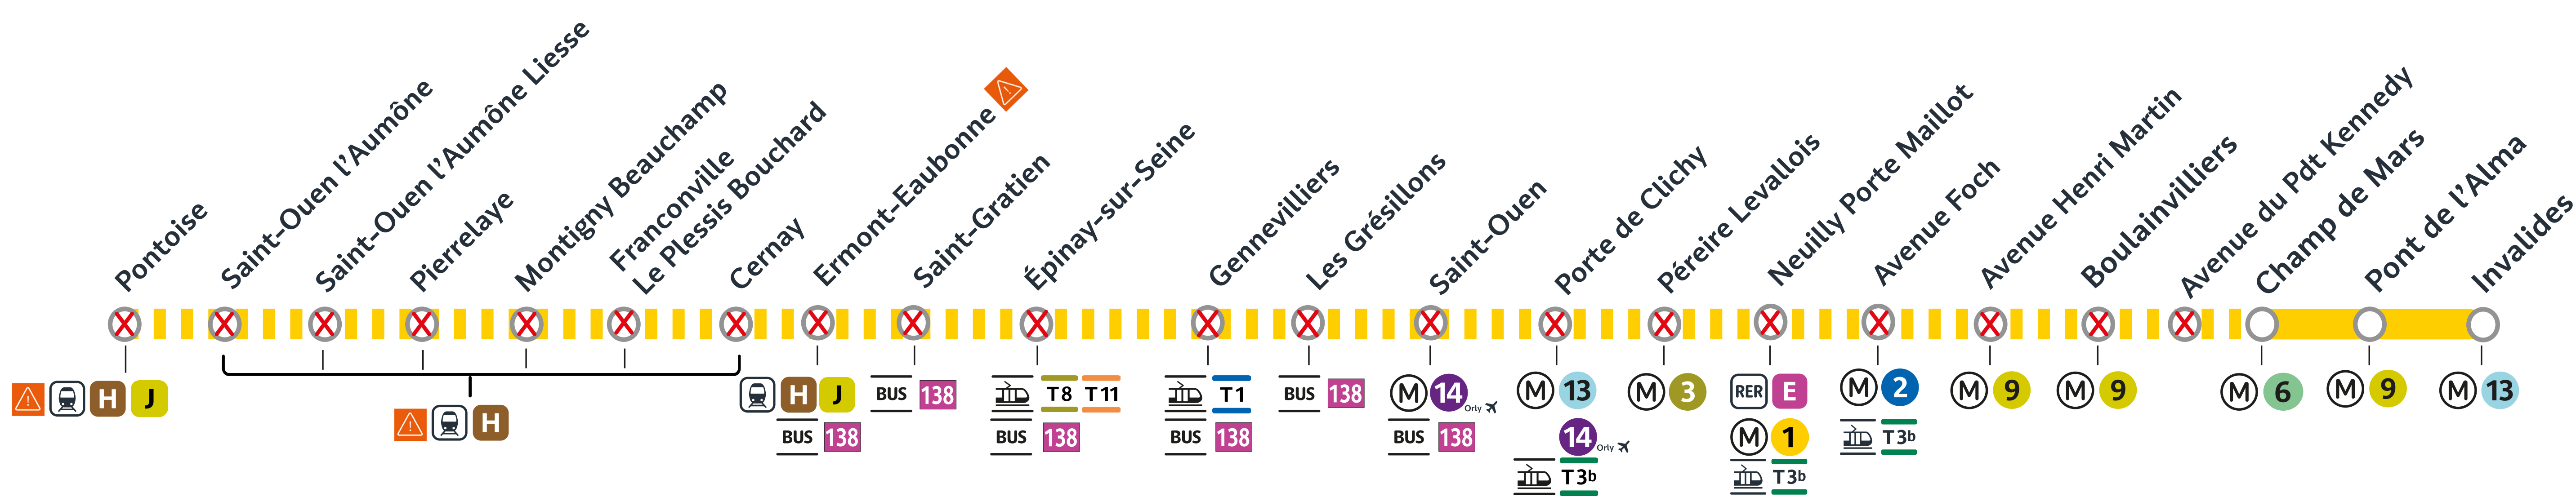 Pontoise
Saint-Ouen l'Aumône
Saint-Ouen l'Aumône Liesse
Pierrelaye
Montigny Beauchamp
Franconville
Le Plessis Bouchard
Cernay
Ermont-Eaubonne
Saint-Gratien
Épinay-sur-Seine
Gennevilliers
Les Grésillons
Saint-Ouen
Porte de Clichy
Péreire Levallois
Neuilly Porte Maillot
Avenue Foch
Avenue Henri Martin
Boulainvilliers
Avenue du Pdt Kennedy
Champ de Mars
Pont de l'Alma
Invalides
H J
H
H J
BUS 138
BUS 138
T8 T11
BUS 138
T1
BUS 138
BUS 138
M 14 Orly
BUS 138
M 13
14 Orly
T3b
M 3
RER E
M 1
T3b
M 2
T3b
M 9
M 9
M 6
M 9
M 13